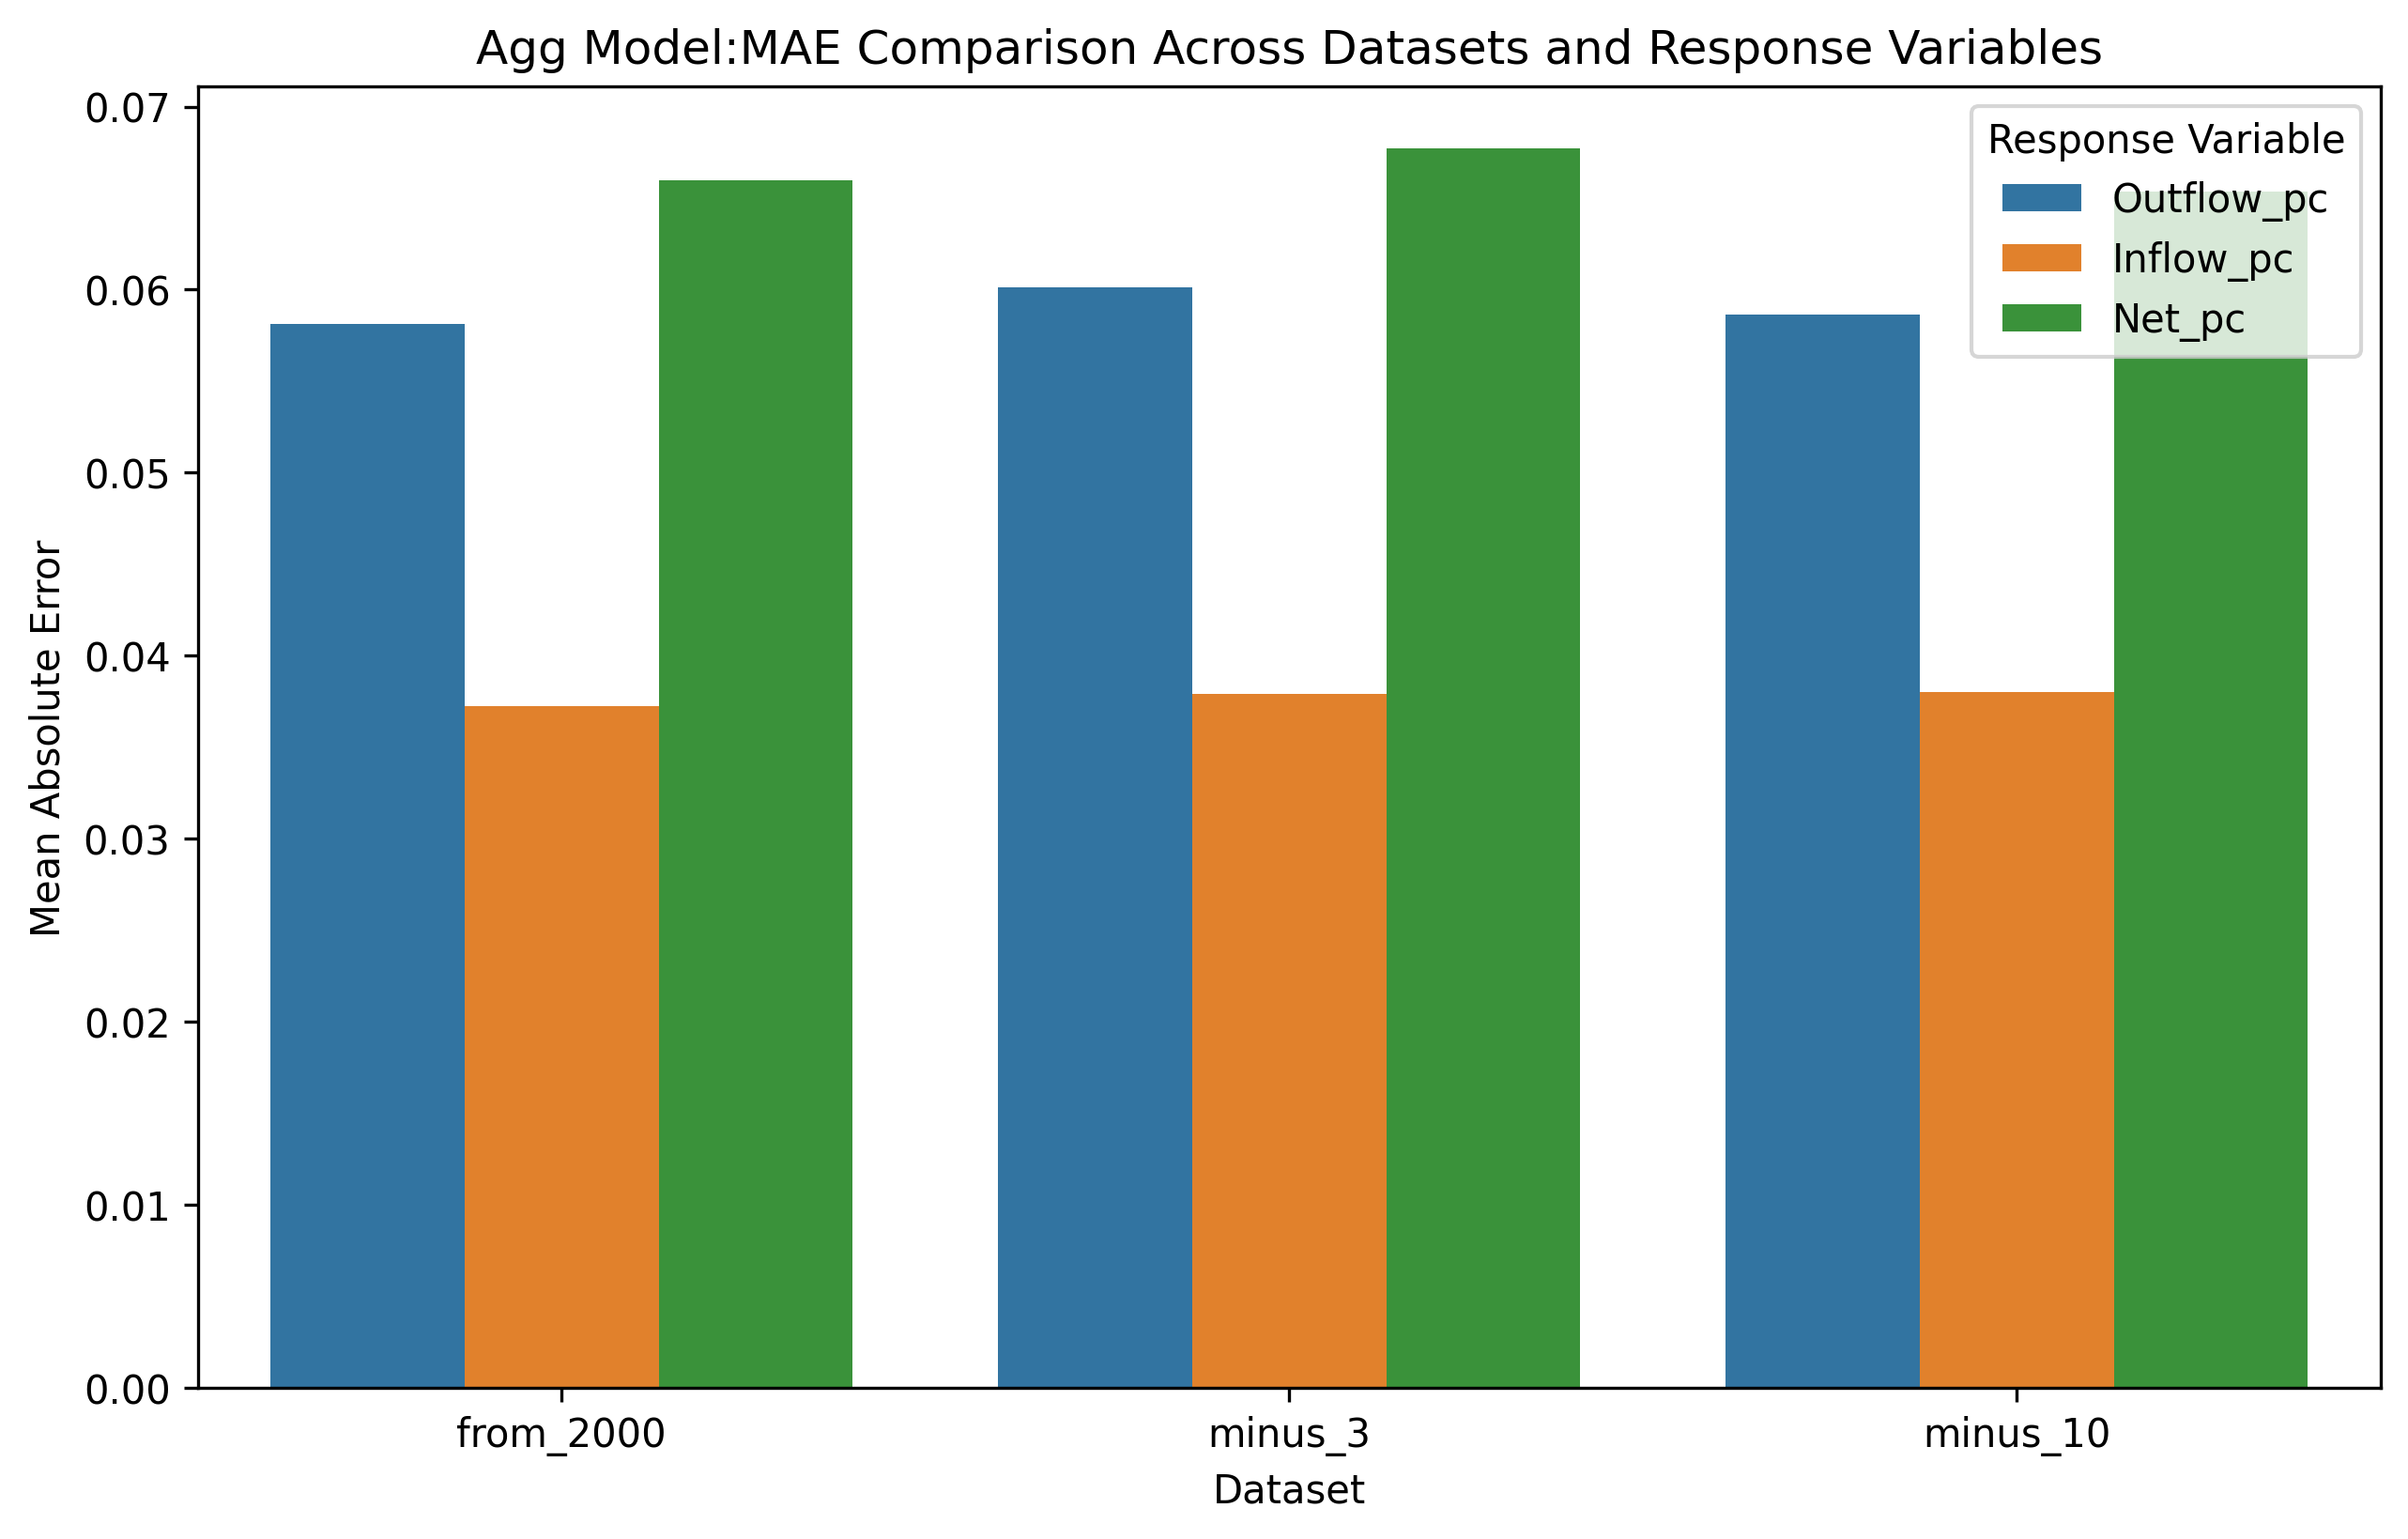 Agg Model:MAE Comparison Across Datasets and Response Variables
Mean Absolute Error
0.07
0.06
0.05
0.04
0.03
0.02
0.01
0.00
Response Variable
Outflow_pc
Inflow_pc
Net_pc
from_2000
minus_3
minus_10
Dataset